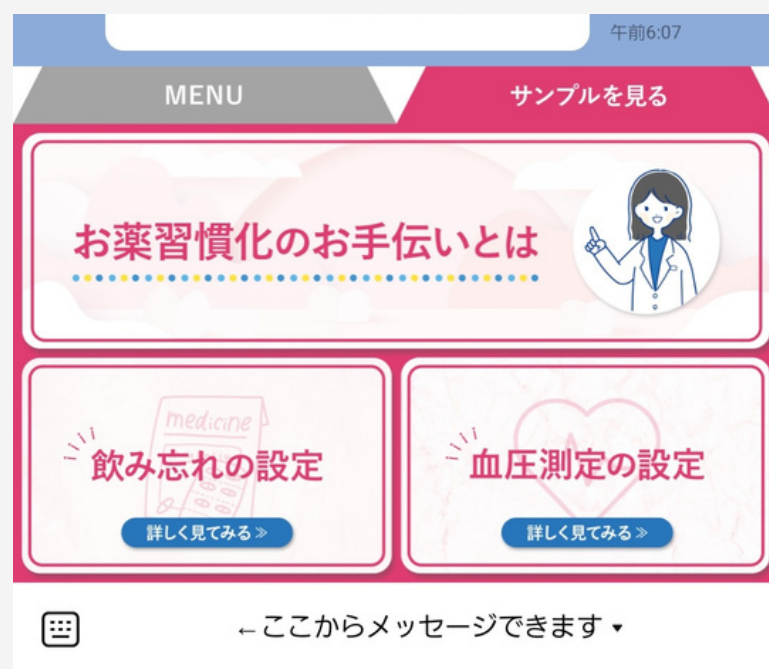 午前6:07
MENU
サンプルを見る
お薬習慣化のお手伝いとは
medicine
飲み忘れの設定
詳しく見てみる≫
血圧測定の設定
詳しく見てみる≫
←ここからメッセージできます▾